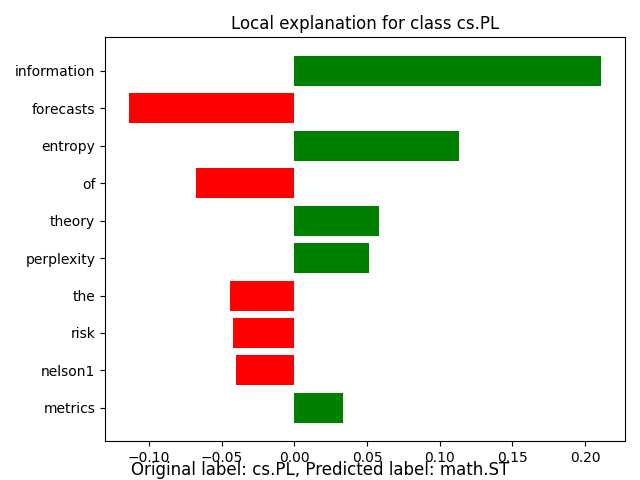 Local explanation for class cs.PL
information
forecasts
entropy
of
theory
perplexity
the
risk
nelson1
metrics
−0.10 −0.05 0.00 0.05 0.10 0.15 0.20
Original label: cs.PL, Predicted label: math.ST